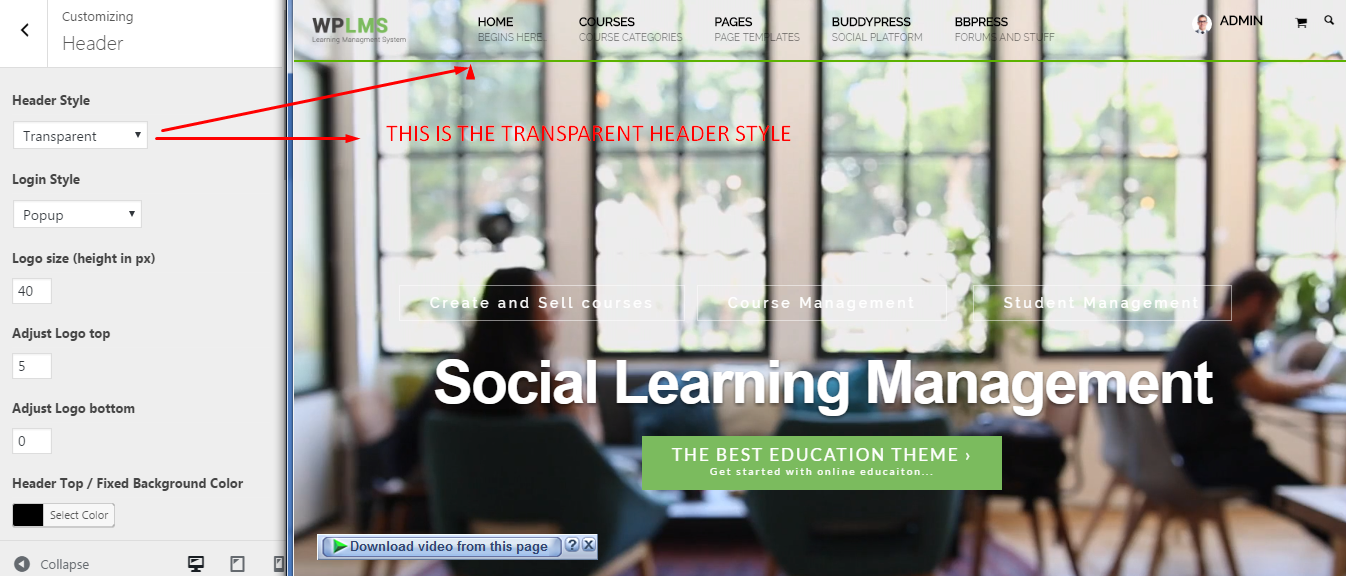 Customizing
Header
Header Style
Transparent
Login Style
Popup
Logo size (height in px)
40
Adjust Logo top
5
Adjust Logo bottom
0
Header Top / Fixed Background Color
Select Color
Collapse
WPLMS
Learning Managment System
HOME
BEGINS HERE.
COURSES
COURSE CATEGORIES
PAGES
PAGE TEMPLATES
BUDDYPRESS
SOCIAL PLATFORM
BBPRESS
FORUMS AND STUFF
ADMIN
THIS IS THE TRANSPARENT HEADER STYLE
Create and Sell courses
Course Management
Student Management
Social Learning Management
THE BEST EDUCATION THEME ›
Get started with online educaiton...
Download video from this page ? X